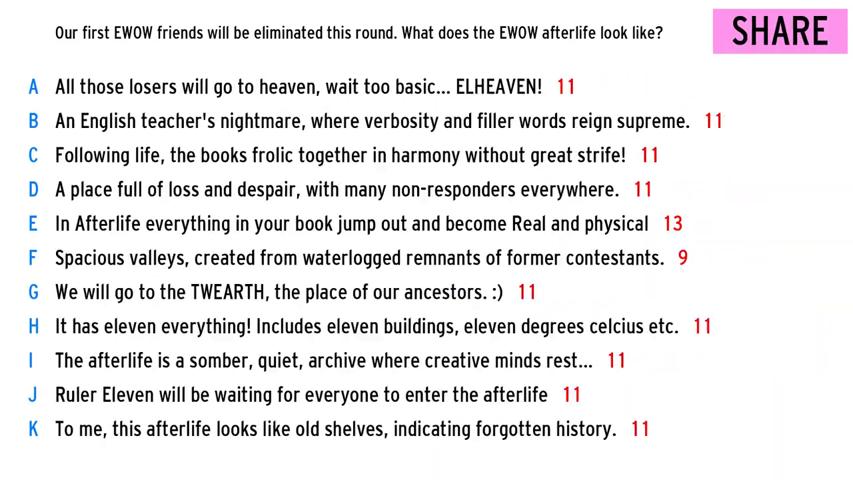 Our first EWOW friends will be eliminated this round. What does the EWOW afterlife look like?
SHARE
A All those losers will go to heaven, wait too basic... ELHEAVEN! 11
B An English teacher's nightmare, where verbosity and filler words reign supreme. 11
C Following life, the books frolic together in harmony without great strife! 11
D A place full of loss and despair, with many non-responders everywhere. 11
E In Afterlife everything in your book jump out and become Real and physical 13
F Spacious valleys, created from waterlogged remnants of former contestants. 9
G We will go to the TWEARTH, the place of our ancestors. :) 11
H It has eleven everything! Includes eleven buildings, eleven degrees celcius etc. 11
I The afterlife is a somber, quiet, archive where creative minds rest... 11
J Ruler Eleven will be waiting for everyone to enter the afterlife 11
K To me, this afterlife looks like old shelves, indicating forgotten history. 11